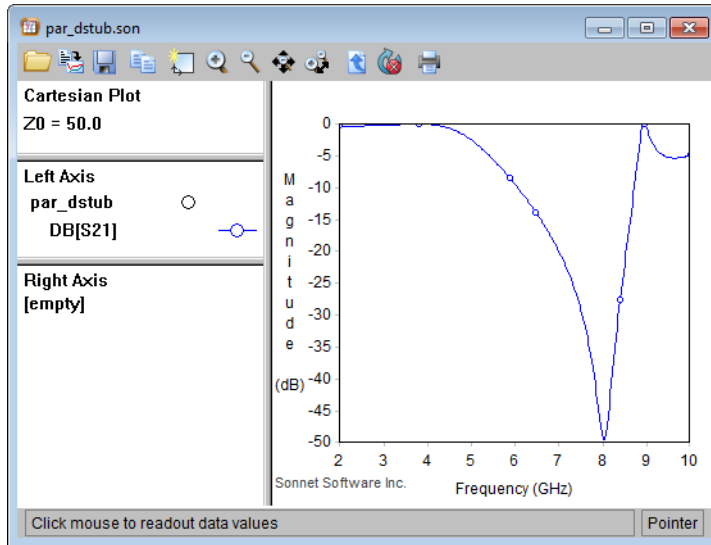 par_dstub.son
Cartesian Plot
Z0 = 50.0
Left Axis
par_dstub
DB[S21]
Right Axis
[empty]
Magnitude
(dB)
0
-5
-10
-15
-20
-25
-30
-35
-40
-45
-50
2 3 4 5 6 7 8 9 10
Sonnet Software Inc.
Frequency (GHz)
Click mouse to readout data values
Pointer